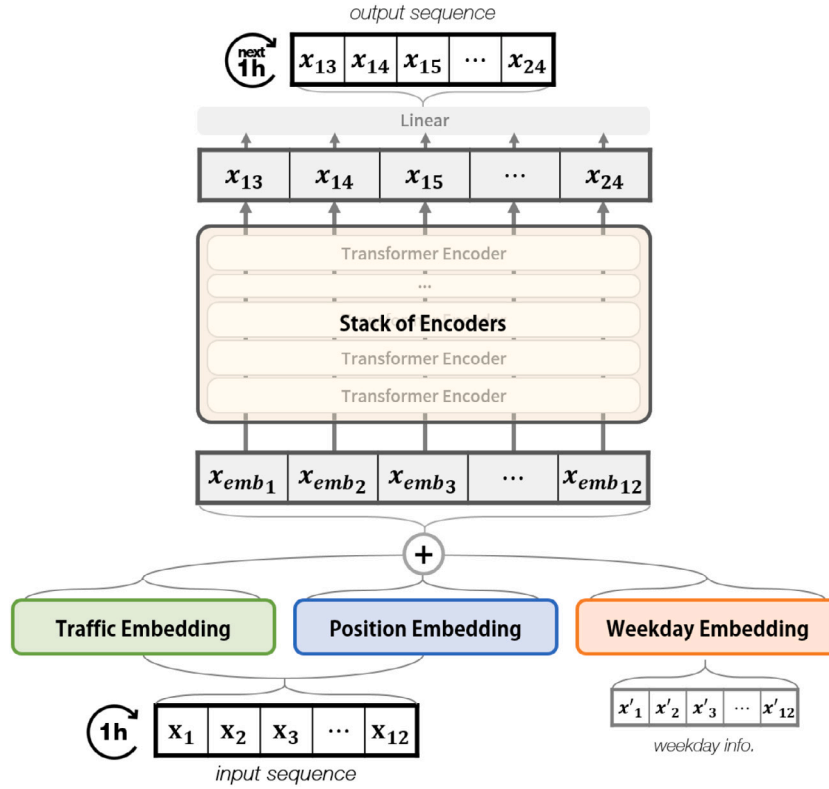 output sequence
next
1h
x13 x14 x15 ... x24
Linear
x13 x14 x15 ... x24
Transformer Encoder
...
Stack of Encoders
Transformer Encoder
Transformer Encoder
xemb1 xemb2 xemb3 ... xemb12
+
Traffic Embedding Position Embedding Weekday Embedding
1h
x1 x2 x3 ... x12
input sequence
x'1 x'2 x'3 ... x'12
weekday info.